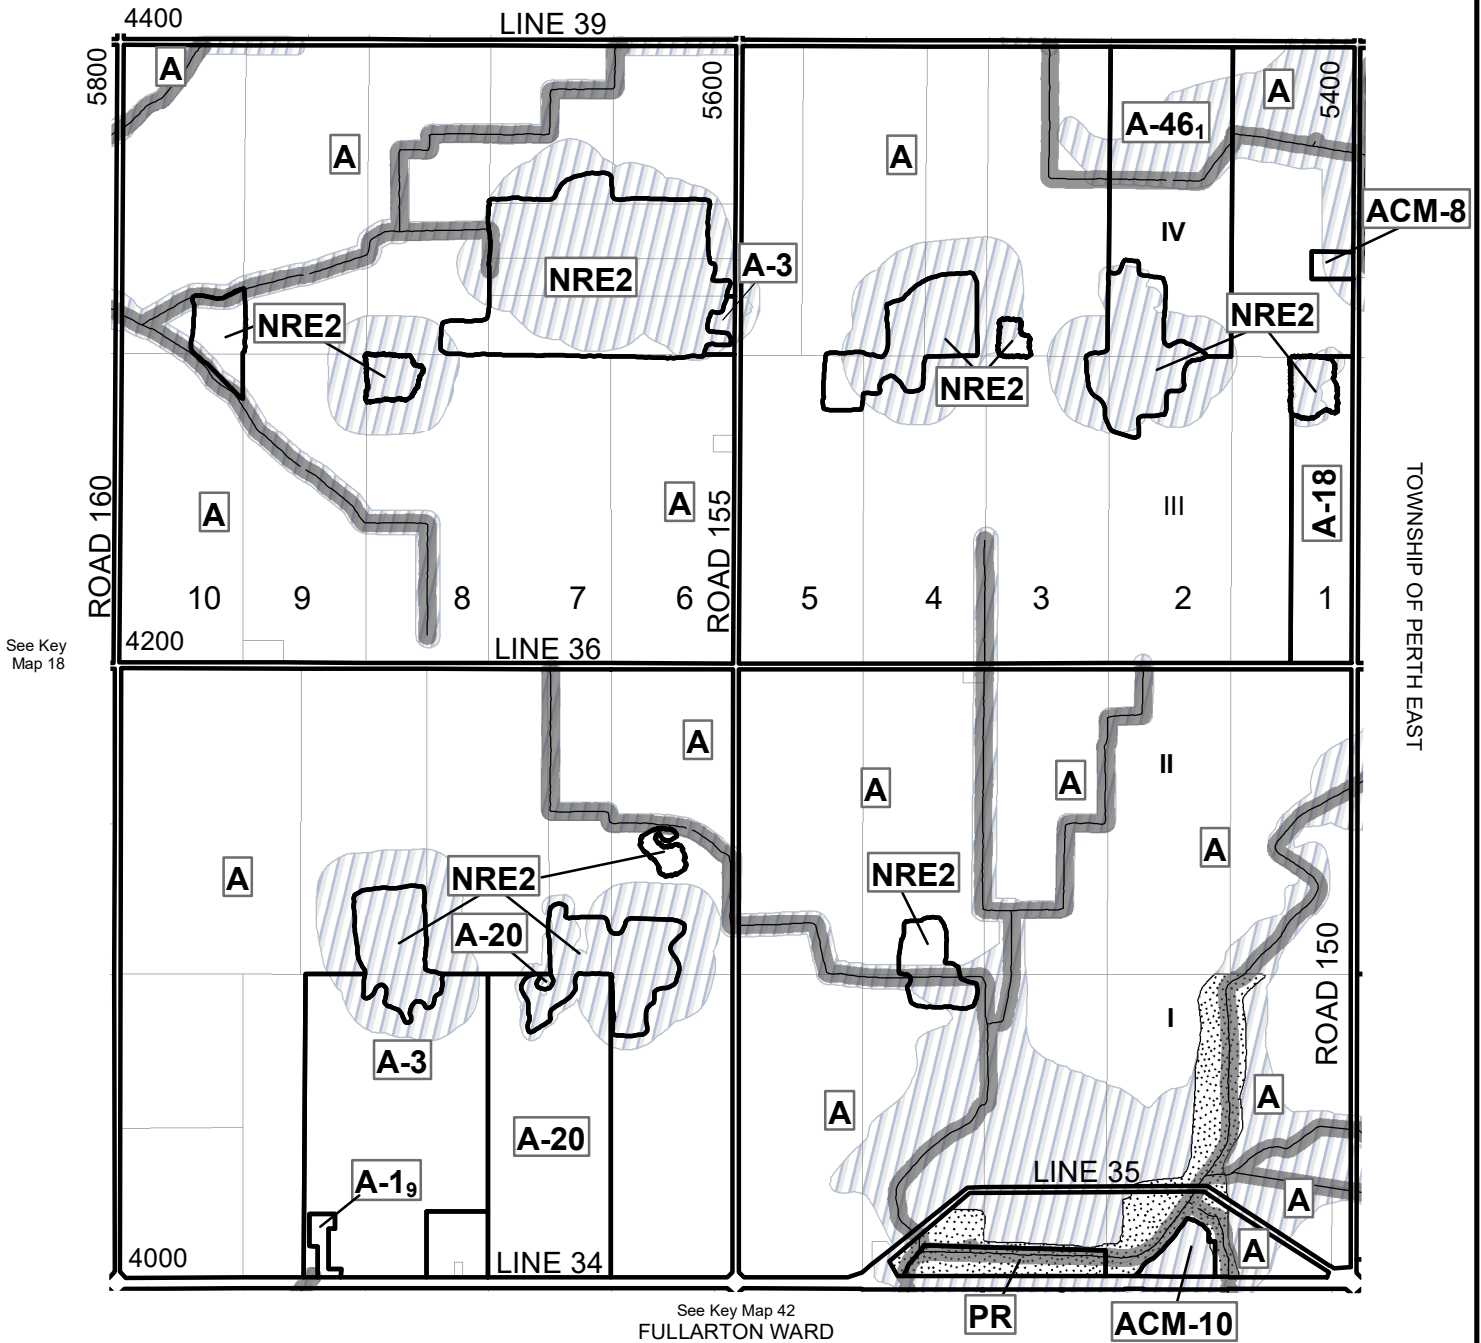 4400
LINE 39
5800
5600
5400
A
A
A
A-46₁
A
ACM-8
IV
A-3
NRE2
NRE2
NRE2
NRE2
A
A
III
A-18
ROAD 160
ROAD 155
TOWNSHIP OF PERTH EAST
10
9
8
7
6
5
4
3
2
1
4200
LINE 36
See Key
Map 18
A
A
A
II
A
A
NRE2
NRE2
A-20
ROAD 150
I
A-3
A
A
A-20
LINE 35
A-1₉
A
A
4000
LINE 34
See Key Map 42
FULLARTON WARD
PR
ACM-10